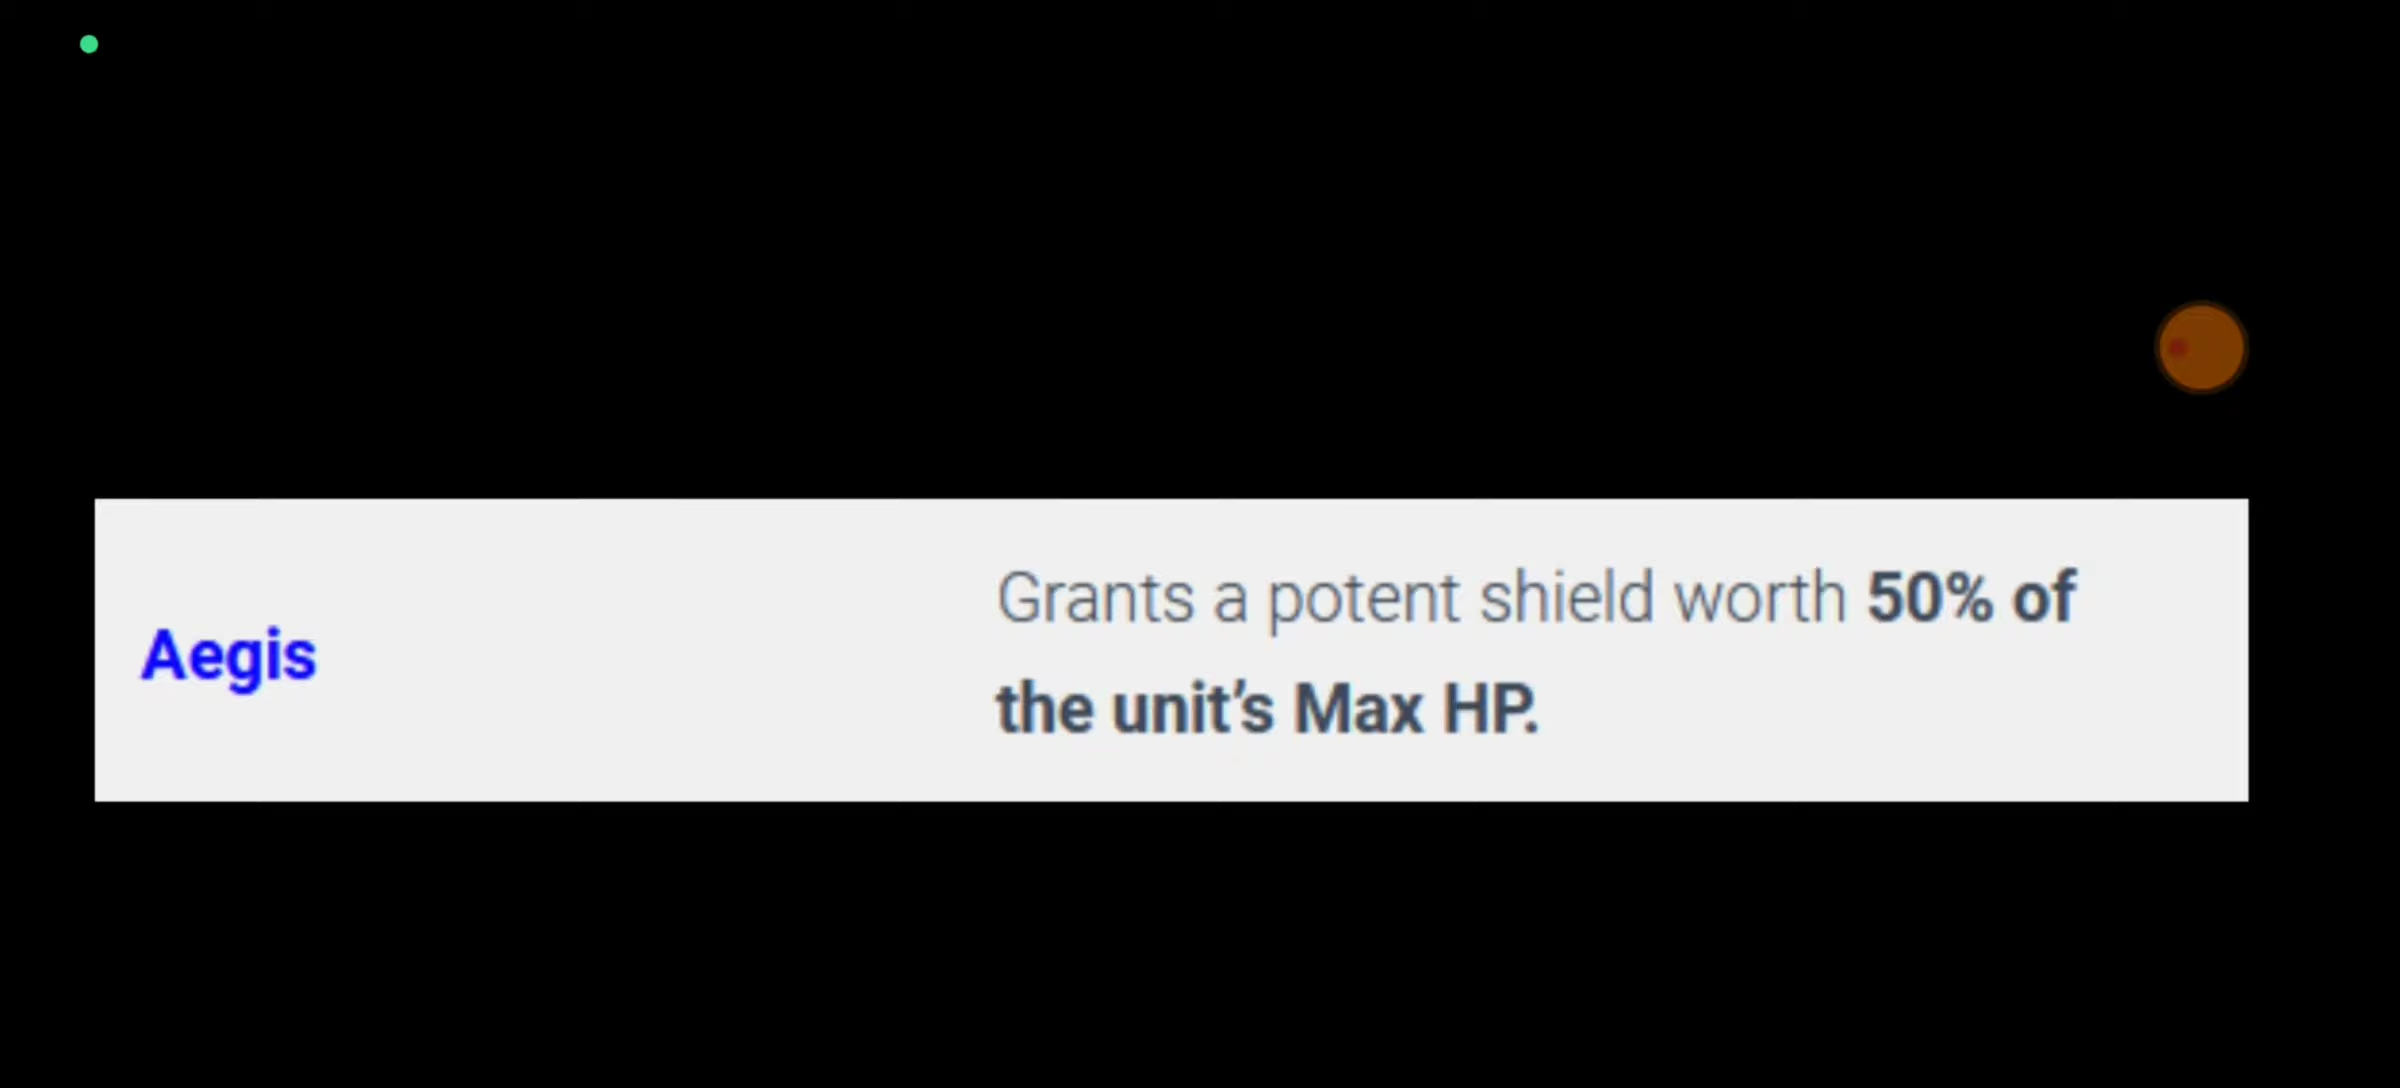 Aegis
Grants a potent shield worth 50% of
the unit’s Max HP.